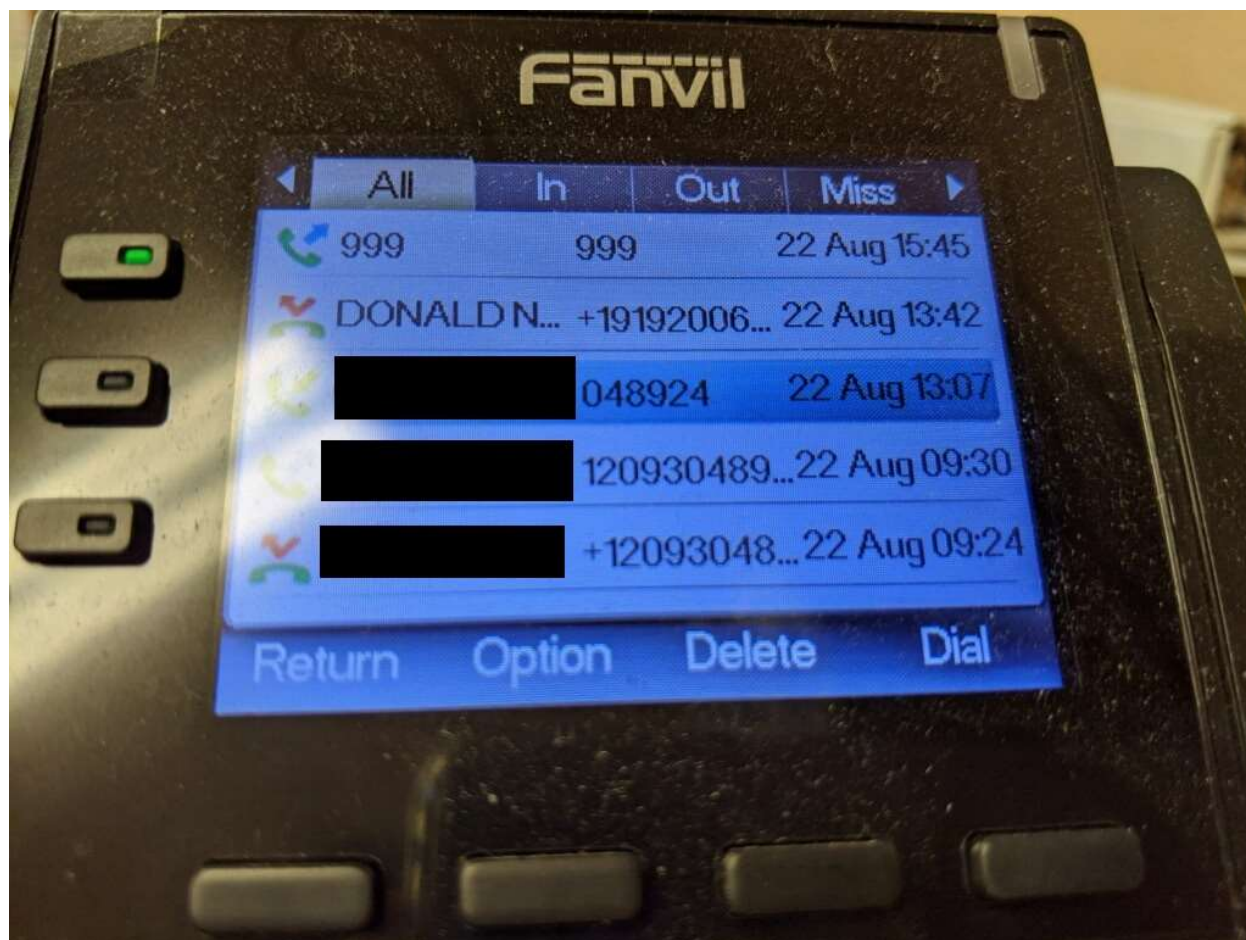 Fanvil
All In Out Miss
999 999 22 Aug 15:45
DONALD N... +19192006... 22 Aug 13:42
048924 22 Aug 13:07
120930489... 22 Aug 09:30
+12093048... 22 Aug 09:24
Return Option Delete Dial